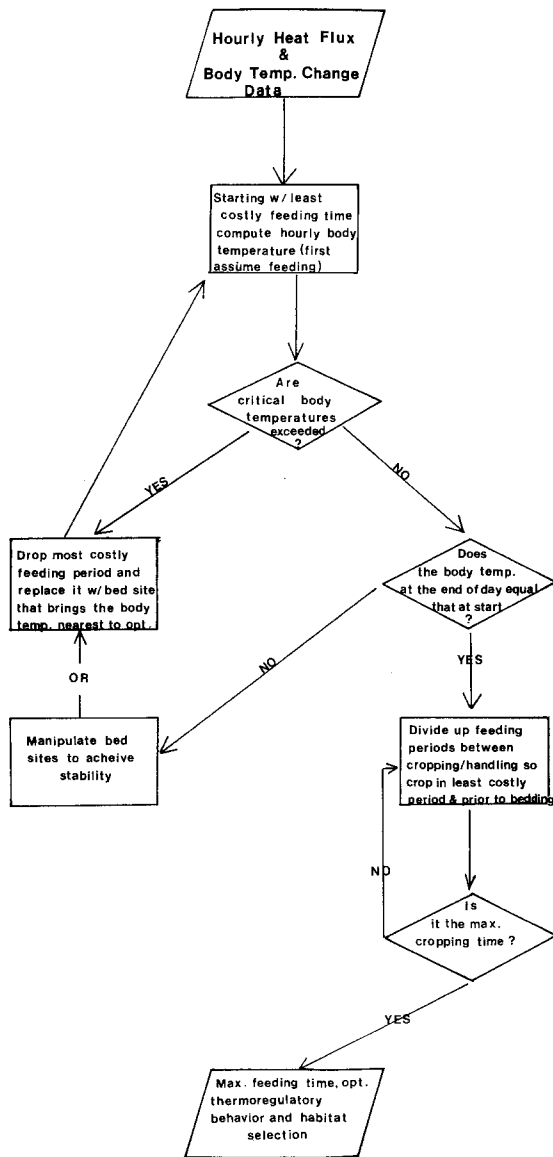 Hourly Heat Flux
&
Body Temp. Change
Data
Starting w/least
costly feeding time
compute hourly body
temperature (first
assume feeding)
Are
critical body
temperatures
exceeded
?
YES
NO
Drop most costly
feeding period and
replace it w/bed site
that brings the body
temp. nearest to opt.
Does
the body temp.
at the end of day equal
that at start
?
NO
YES
OR
Manipulate bed
sites to acheive
stability
Divide up feeding
periods between
cropping/handling so
crop in least costly
period & prior to bedding
NO
Is
it the max.
cropping time ?
YES
Max. feeding time, opt.
thermoregulatory
behavior and habitat
selection